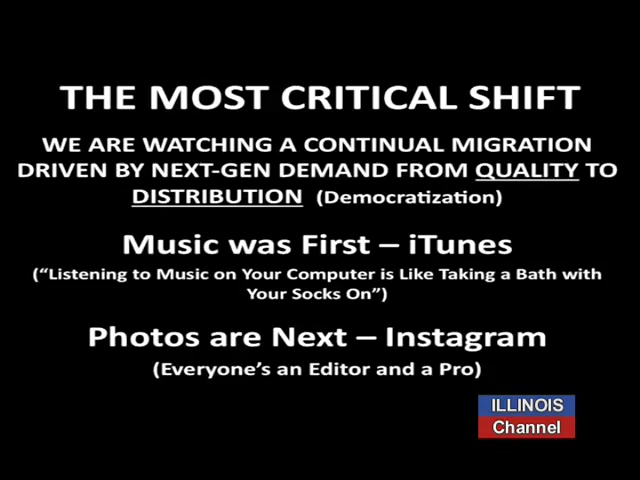 THE MOST CRITICAL SHIFT
WE ARE WATCHING A CONTINUAL MIGRATION
DRIVEN BY NEXT-GEN DEMAND FROM QUALITY TO
DISTRIBUTION (Democratization)
Music was First – iTunes
(“Listening to Music on Your Computer is Like Taking a Bath with
Your Socks On”)
Photos are Next – Instagram
(Everyone’s an Editor and a Pro)
ILLINOIS
Channel